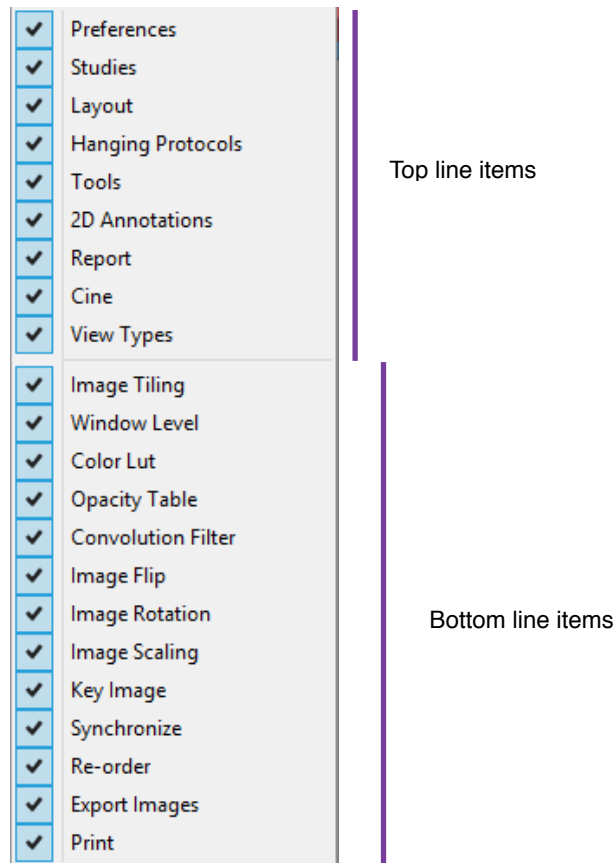 Preferences
Studies
Layout
Hanging Protocols
Top line items
Tools
2D Annotations
Report
Cine
View Types
Image Tiling
Window Level
Color Lut
Opacity Table
Convolution Filter
Image Flip
Image Rotation
Bottom line items
Image Scaling
Key Image
Synchronize
Re-order
Export Images
Print